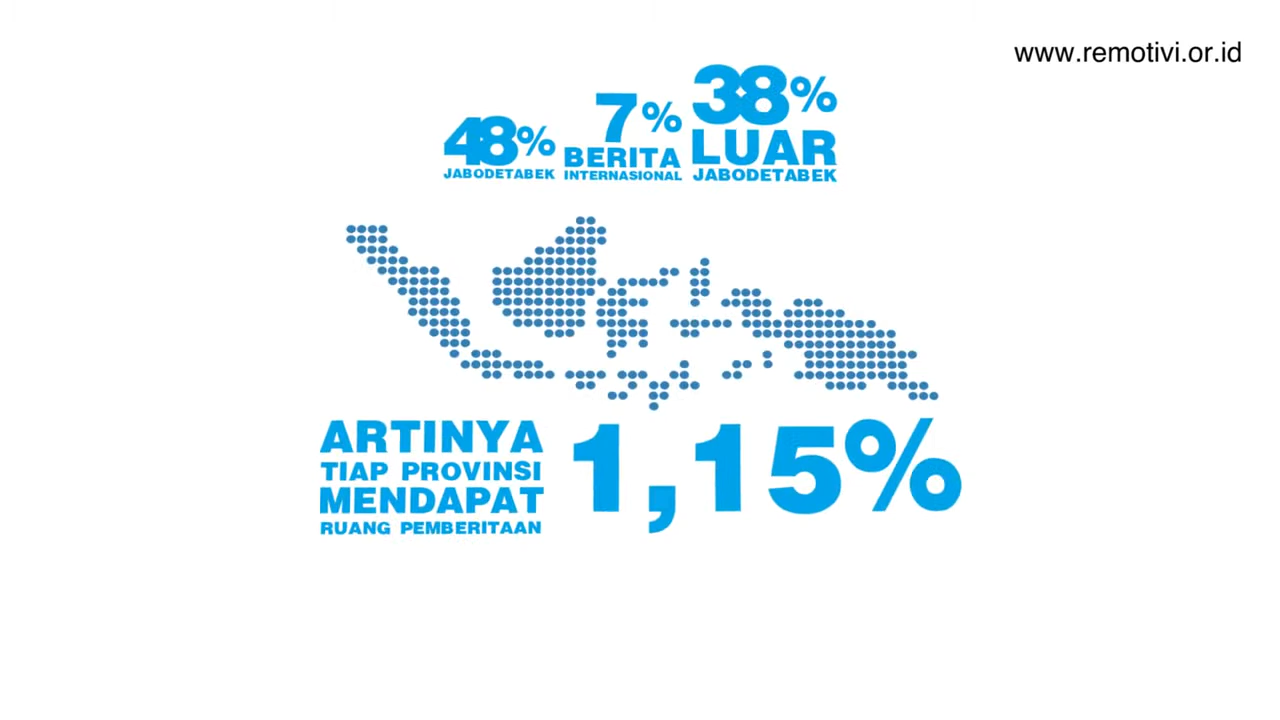 www.remotivi.or.id
48%
JABODETABEK
7%
BERITA
INTERNASIONAL
38%
LUAR
JABODETABEK
ARTINYA
TIAP PROVINSI
MENDAPAT
RUANG PEMBERITAAN
1,15%